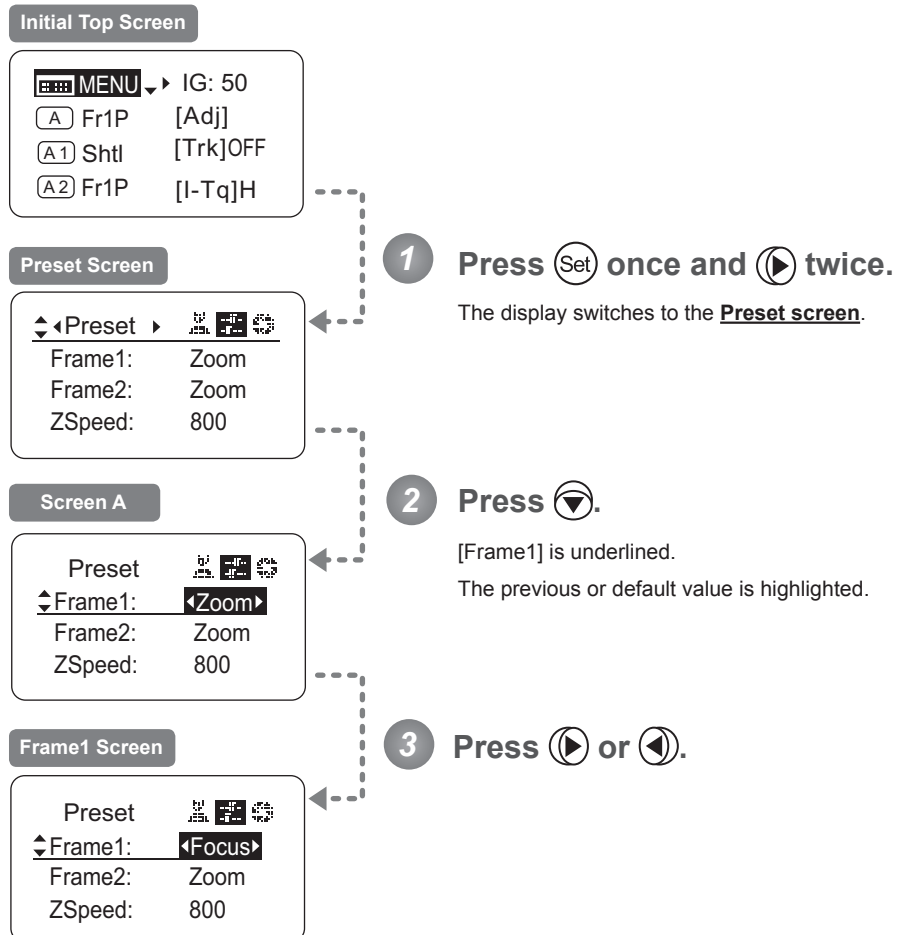 Initial Top Screen
MENU IG: 50
A Fr1P [Adj]
A1 Shtl [Trk]OFF
A2 Fr1P [I-Tq]H
Preset Screen
Preset
Frame1: Zoom
Frame2: Zoom
ZSpeed: 800
1 Press Set once and twice.
The display switches to the Preset screen.
Screen A
Preset
Frame1: Zoom
Frame2: Zoom
ZSpeed: 800
2 Press .
[Frame1] is underlined.
The previous or default value is highlighted.
Frame1 Screen
Preset
Frame1: Focus
Frame2: Zoom
ZSpeed: 800
3 Press or .